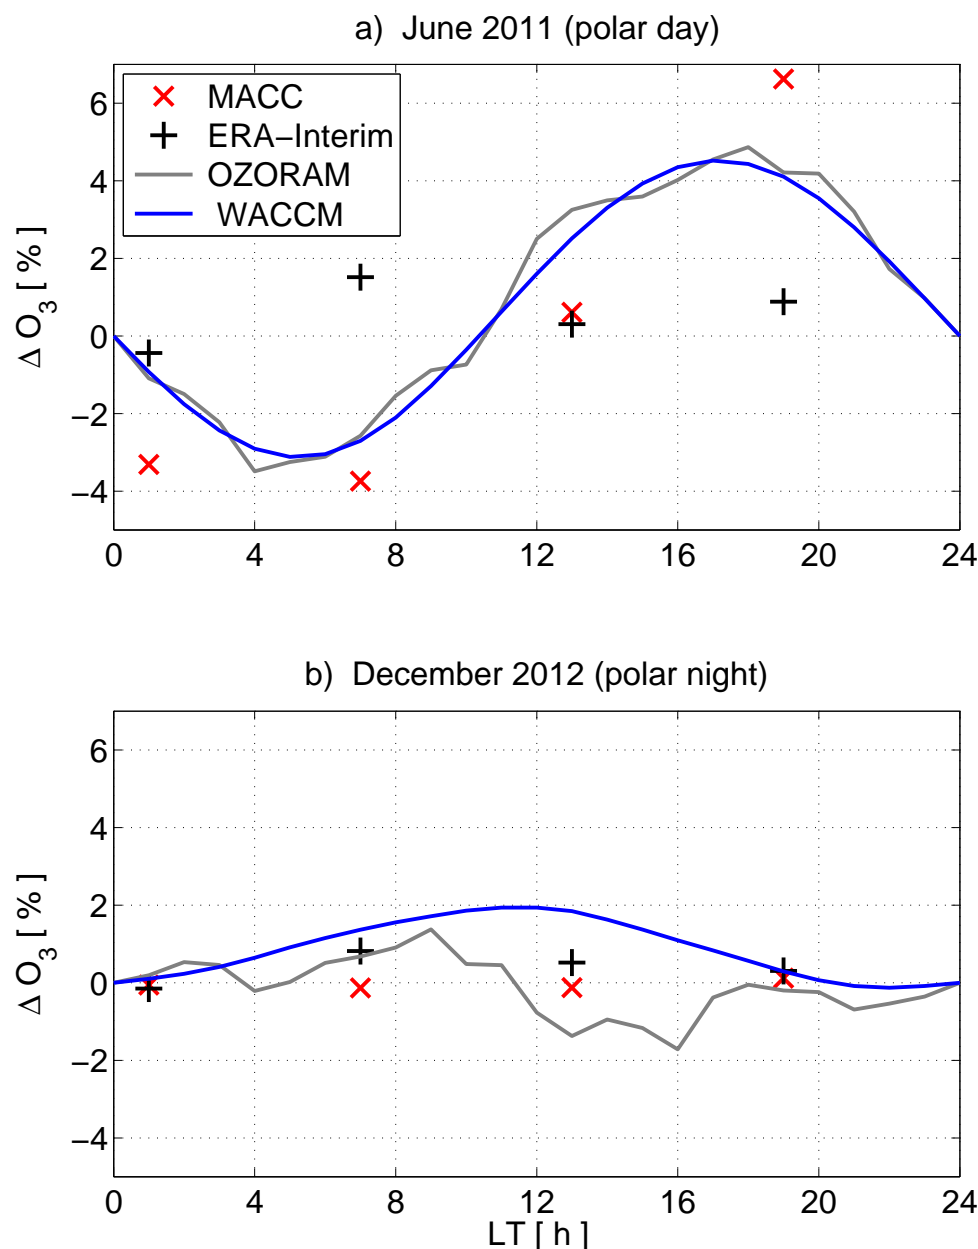 a) June 2011 (polar day)
MACC
ERA−Interim
OZORAM
WACCM
Δ O3 [ % ]
6
4
2
0
−2
−4
0 4 8 12 16 20 24
b) December 2012 (polar night)
Δ O3 [ % ]
6
4
2
0
−2
−4
0 4 8 12 16 20 24
LT [ h ]